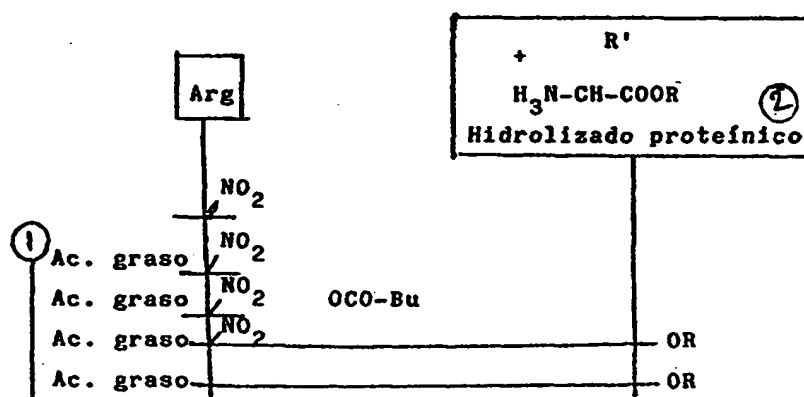 R'
+
Arg
H3N-CH-COOR
2
Hidrolizado proteínico
NO2
1
NO2
Ac. graso
NO2
Ac. graso
OCO-Bu
NO2
Ac. graso
OR
Ac. graso
OR